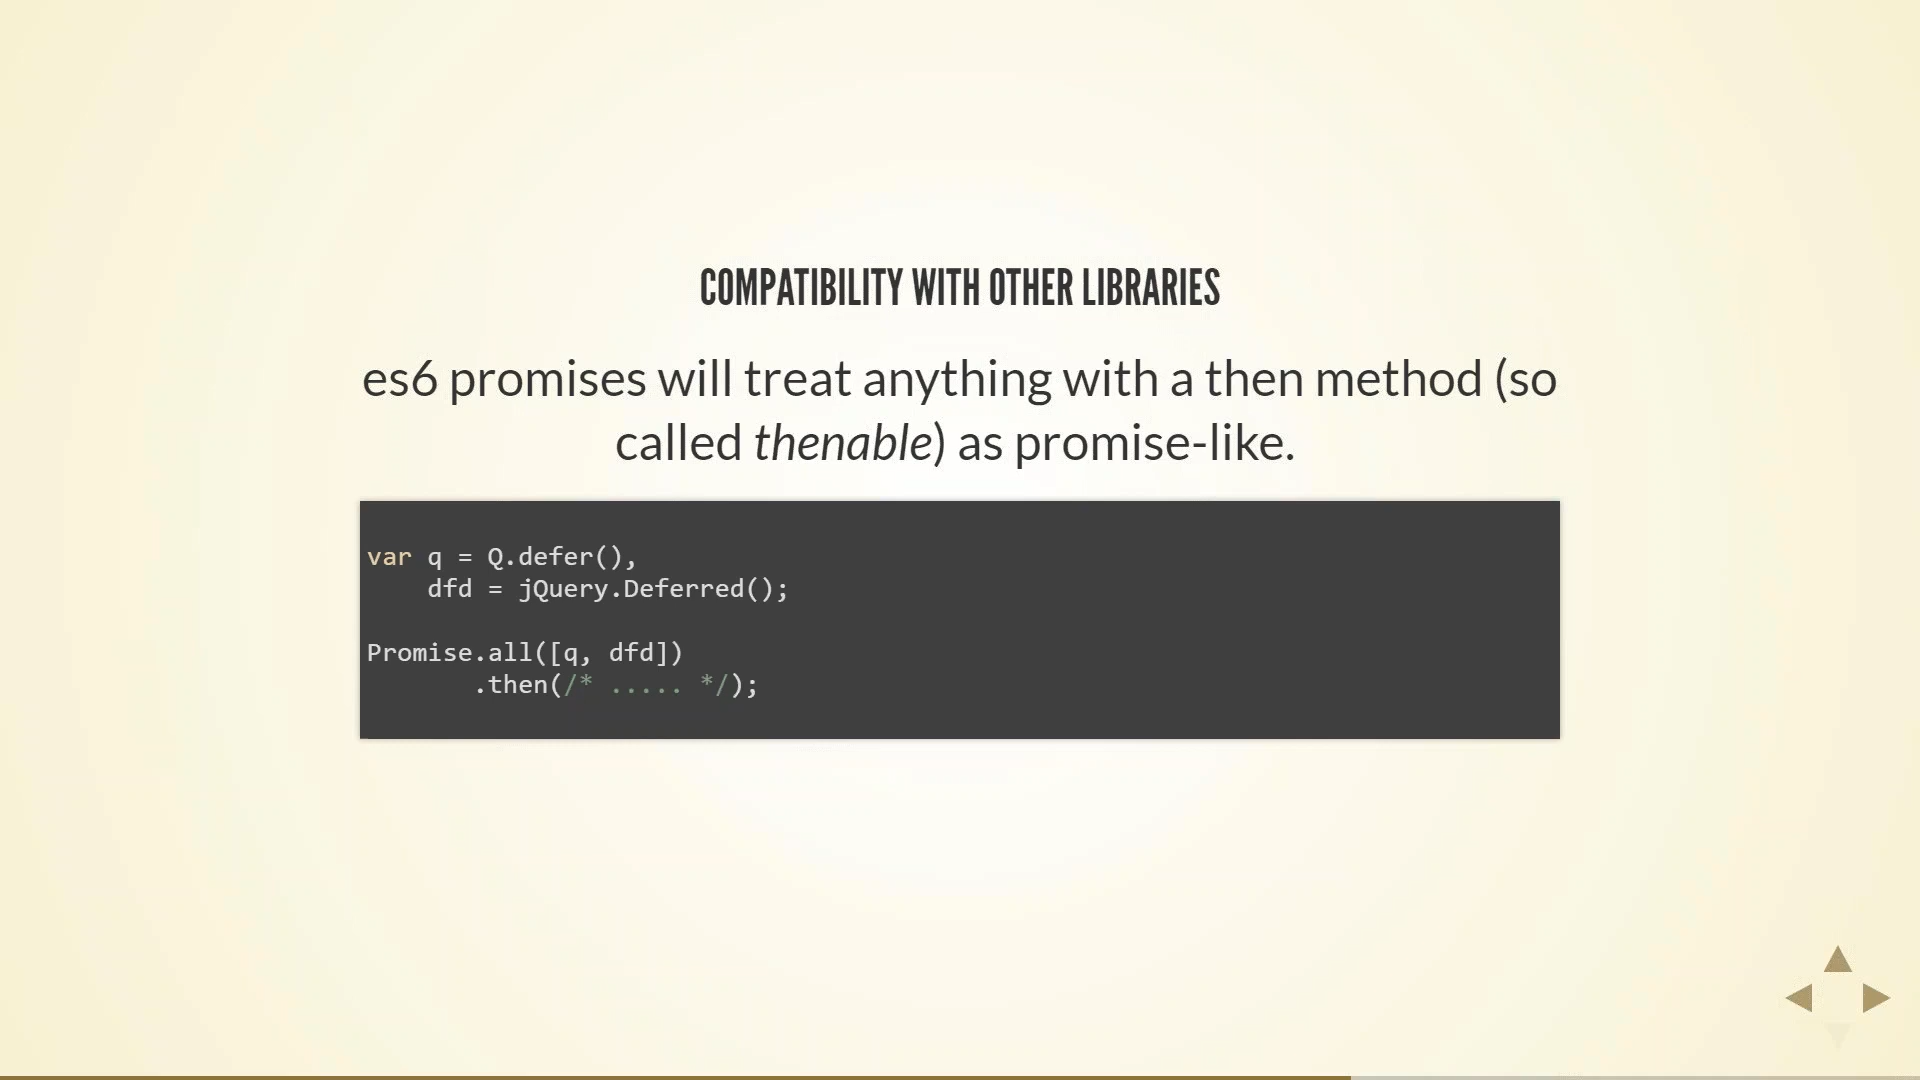 COMPATIBILITY WITH OTHER LIBRARIES
es6 promises will treat anything with a then method (so
called thenable) as promise-like.
var q = Q.defer(),
    dfd = jQuery.Deferred();
Promise.all([q, dfd])
       .then(/* ..... */);